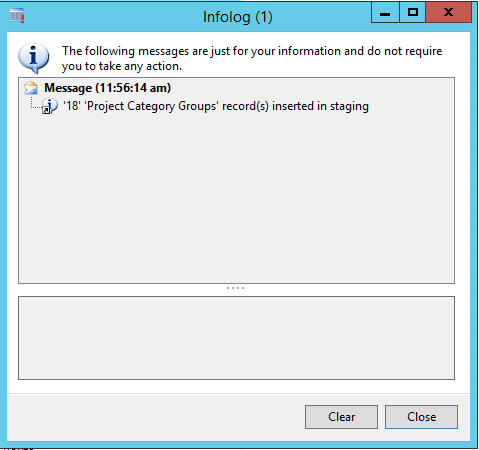 Infolog (1)
The following messages are just for your information and do not require
you to take any action.
Message (11:56:14 am)
'18' 'Project Category Groups' record(s) inserted in staging
Clear
Close